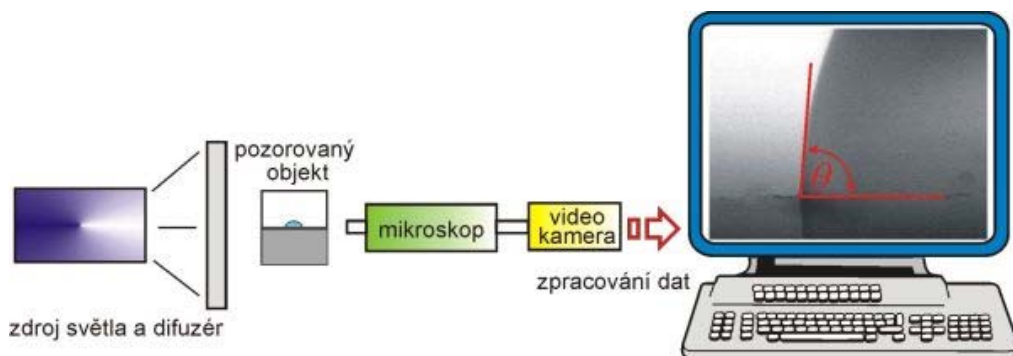 pozorovaný
objekt
mikroskop
video
kamera
zpracování dat
zdroj světla a difuzér
θ